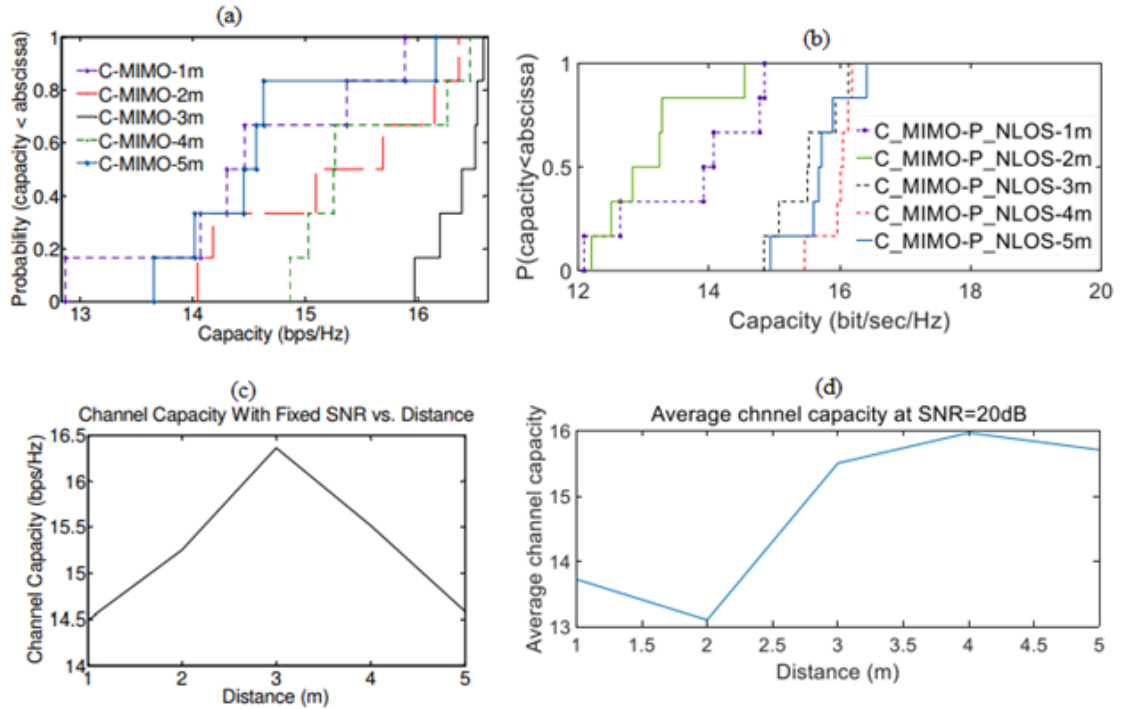 (a)
Probability (capacity < abscissa)
1
0.8
0.6
0.4
0.2
0
C-MIMO-1m
C-MIMO-2m
C-MIMO-3m
C-MIMO-4m
C-MIMO-5m
13 14 15 16
Capacity (bps/Hz)
(b)
P(capacity<abscissa)
1
0.5
0
C_MIMO-P_NLOS-1m
C_MIMO-P_NLOS-2m
C_MIMO-P_NLOS-3m
C_MIMO-P_NLOS-4m
C_MIMO-P_NLOS-5m
12 14 16 18 20
Capacity (bit/sec/Hz)
(c)
Channel Capacity With Fixed SNR vs. Distance
Channel Capacity (bps/Hz)
16.5
16
15.5
15
14.5
14
1 2 3 4 5
Distance (m)
(d)
Average chnnel capacity at SNR=20dB
Average channel capacity
16
15
14
13
1 1.5 2 2.5 3 3.5 4 4.5 5
Distance (m)